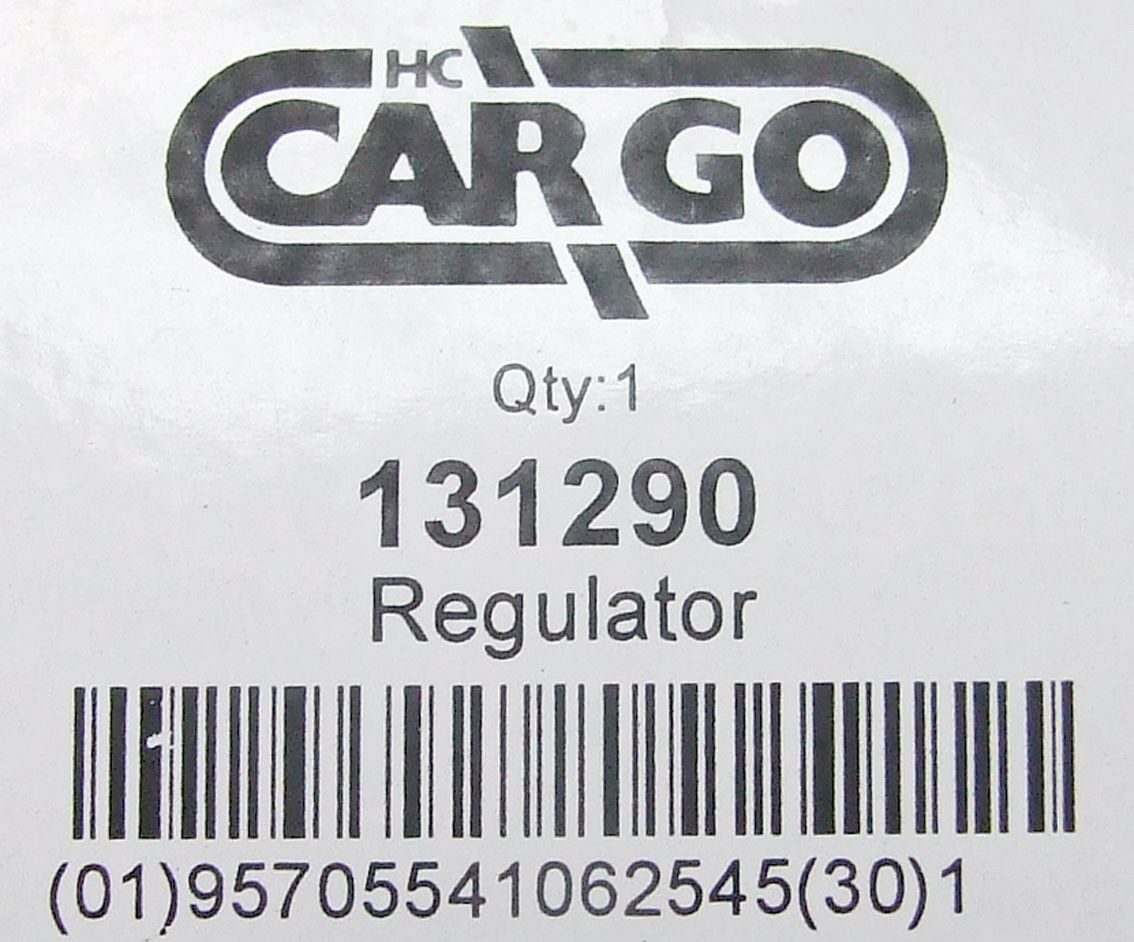 HC
CARGO
Qty:1
131290
Regulator
(01)95705541062545(30)1